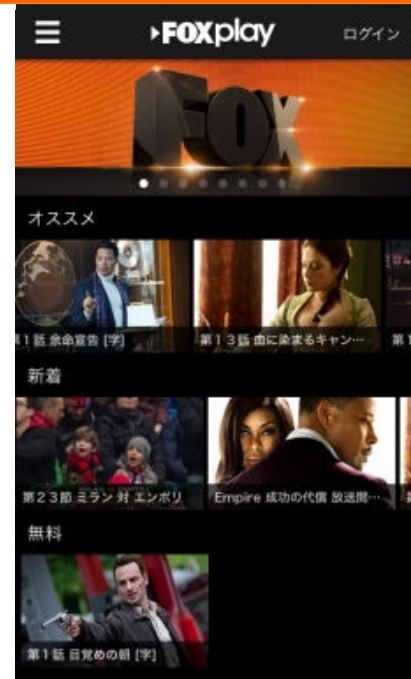 FOXplay
ログイン
FOX
オススメ
第1話 余命宣告 [字]
第13話 血に染まるキャン…
第1
新着
第23節 ミラン 対 エンポリ
Empire 成功の代償 放送開…
無料
第1話 目覚めの朝 [字]